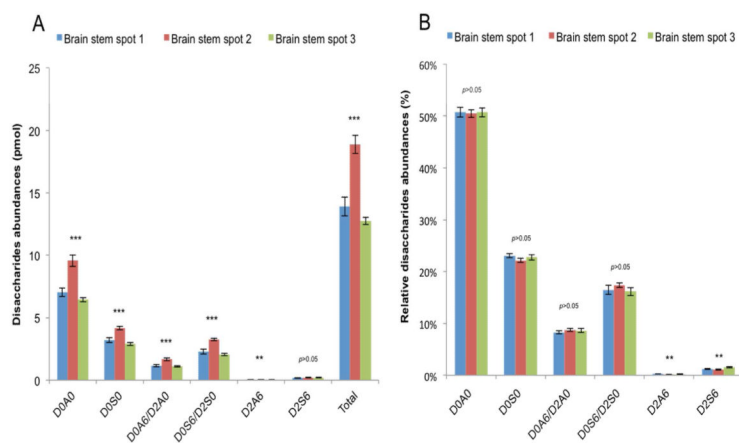 A
Brain stem spot 1 Brain stem spot 2 Brain stem spot 3
Disaccharides abundances (pmol)
25
20
15
10
5
0
***
***
***
***
**
p>0.05
***
D0A0
D0S0
D0A6/D2A0
D0S6/D2S0
D2A6
D2S6
Total
B
Brain stem spot 1 Brain stem spot 2 Brain stem spot 3
Relative disaccharides abundances (%)
60%
50%
40%
30%
20%
10%
0%
p>0.05
p>0.05
p>0.05
p>0.05
**
**
D0A0
D0S0
D0A6/D2A0
D0S6/D2S0
D2A6
D2S6